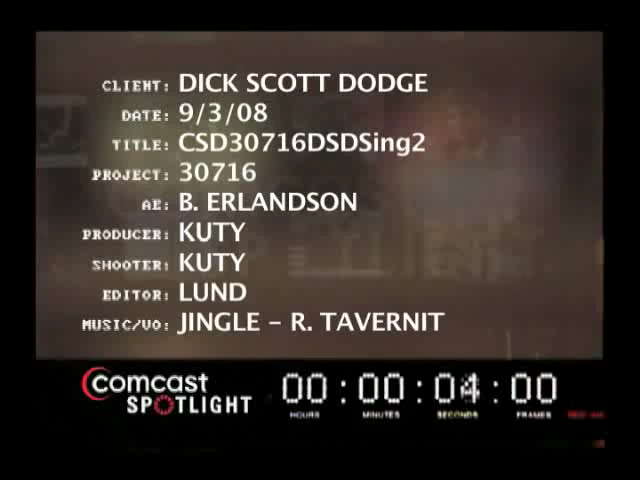 CLIENT: DICK SCOTT DODGE
DATE: 9/3/08
TITLE: CSD30716DSDSing2
PROJECT: 30716
AE: B. ERLANDSON
PRODUCER: KUTY
SHOOTER: KUTY
EDITOR: LUND
MUSIC/VO: JINGLE - R. TAVERNIT
comcast SPOTLIGHT
00:00:04:00
HOURS MINUTES SECONDS FRAMES